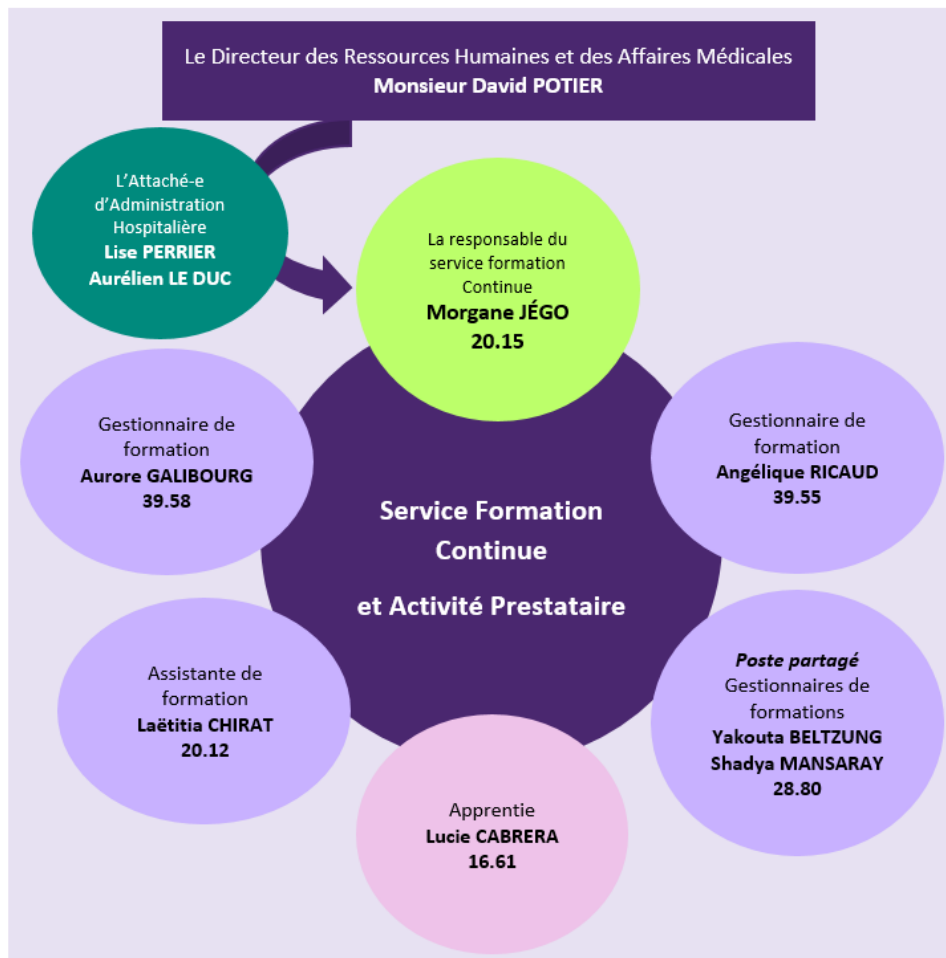 Le Directeur des Ressources Humaines et des Affaires Médicales
Monsieur David POTIER
L'Attaché-e
d'Administration
Hospitalière
Lise PERRIER
Aurélien LE DUC
La responsable du
service formation
Continue
Morgane JÉGO
20.15
Gestionnaire de
formation
Aurore GALIBOURG
39.58
Gestionnaire de
formation
Angélique RICAUD
39.55
Service Formation
Continue
et Activité Prestataire
Assistante de
formation
Laëtitia CHIRAT
20.12
Poste partagé
Gestionnaires de
formations
Yakouta BELTZUNG
Shadya MANSARAY
28.80
Apprentie
Lucie CABRERA
16.61